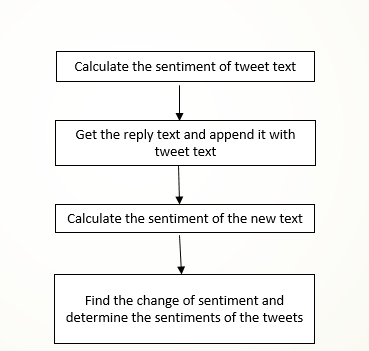 Calculate the sentiment of tweet text
Get the reply text and append it with
tweet text
Calculate the sentiment of the new text
Find the change of sentiment and
determine the sentiments of the tweets